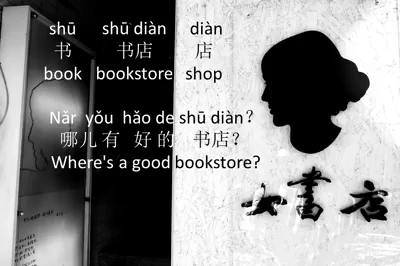 shū shū diàn diàn
书 书店 店
book bookstore shop
Năr yǒu hǎo de shū diàn?
哪儿有 好的 书店?
Where's a good bookstore?
女書店